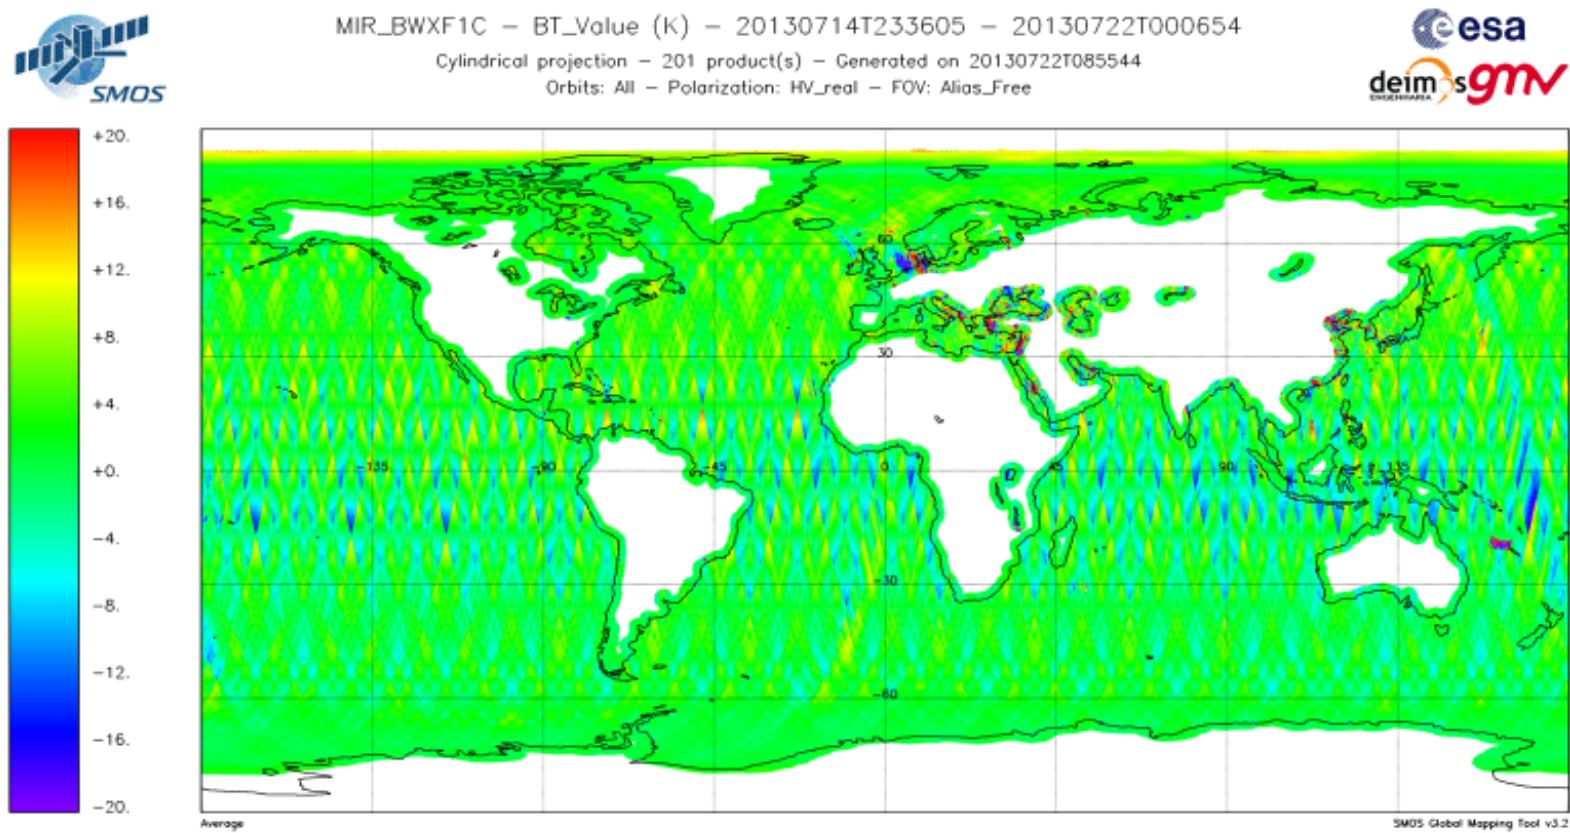 MIR_BWXF1C – BT_Value (K) – 20130714T233605 – 20130722T000654
Cylindrical projection – 201 product(s) – Generated on 20130722T085544
Orbits: All – Polarization: HV_real – FOV: Alias_Free
SMOS
esa
deimos
ENGENHARIA
gmv
+20.
+16.
+12.
+8.
+4.
+0.
−4.
−8.
−12.
−16.
−20.
60
30
−135
−90
−45
0
45
90
135
−30
−60
Average
SMOS Global Mapping Tool v3.2